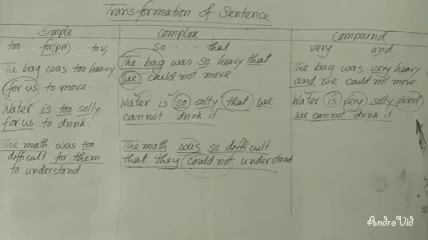 Transformation of Sentence
Simple
too for(pr) .. to v,
The bag was too heavy
for us to move.
Water is too salty
for us to drink.
The math was too
difficult for them
to understand
Complex
so .... that
The bag was so heavy that
we could not move
Water is so salty that we
cannot drink it
The math was so difficult
that they could not understand
Compound
very and
The bag was very heavy
and we could not move.
Water is very salty and
we cannot drink it
AndroVid